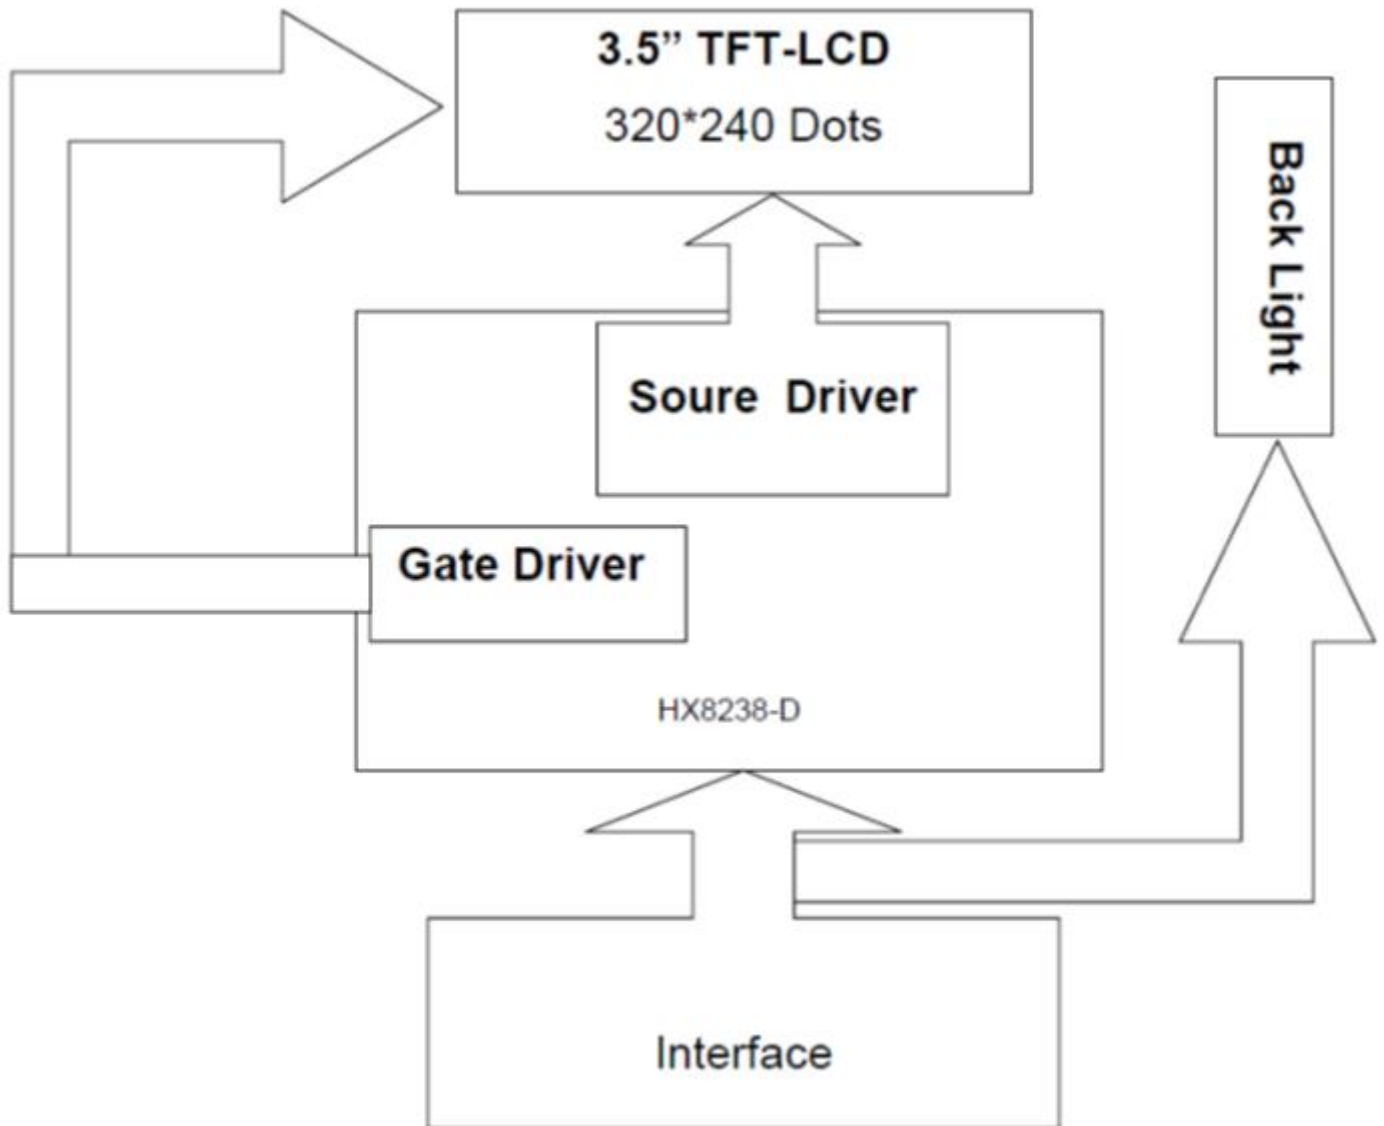 3.5” TFT-LCD
320*240 Dots
Back Light
Soure Driver
Gate Driver
HX8238-D
Interface